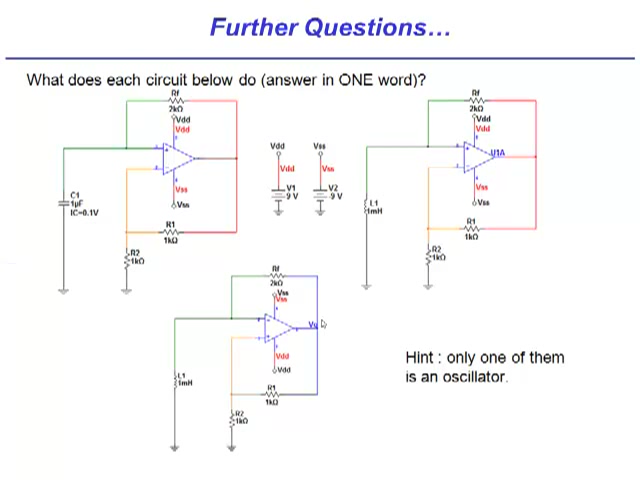 Further Questions…
What does each circuit below do (answer in ONE word)?
Rf
2kΩ
Vdd
Vdd
Vss
Vss
R1
1kΩ
C1
1µF
IC=0.1V
R2
1kΩ
Vdd
Vdd
V1
9 V
Vss
Vss
V2
9 V
Rf
2kΩ
Vdd
Vdd
U1A
Vss
Vss
R1
1kΩ
L1
1mH
R2
1kΩ
Rf
2kΩ
Vss
Vss
Vdd
Vdd
R1
1kΩ
L1
1mH
R2
1kΩ
Hint : only one of them
is an oscillator.